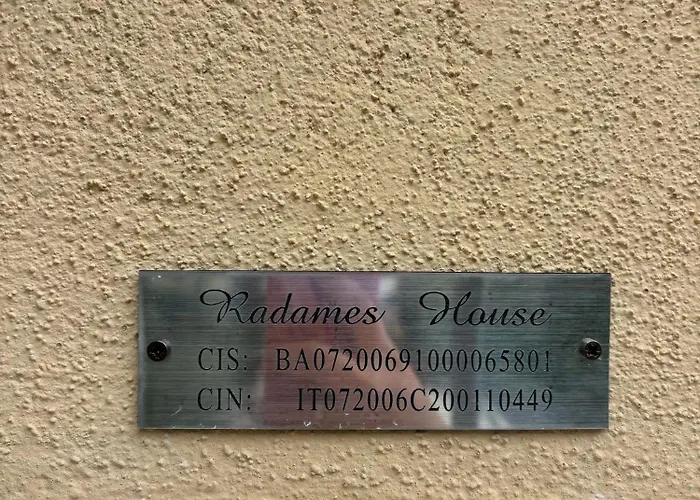 Radames House
CIS: BA07200691000065801
CIN: IT072006C200110449